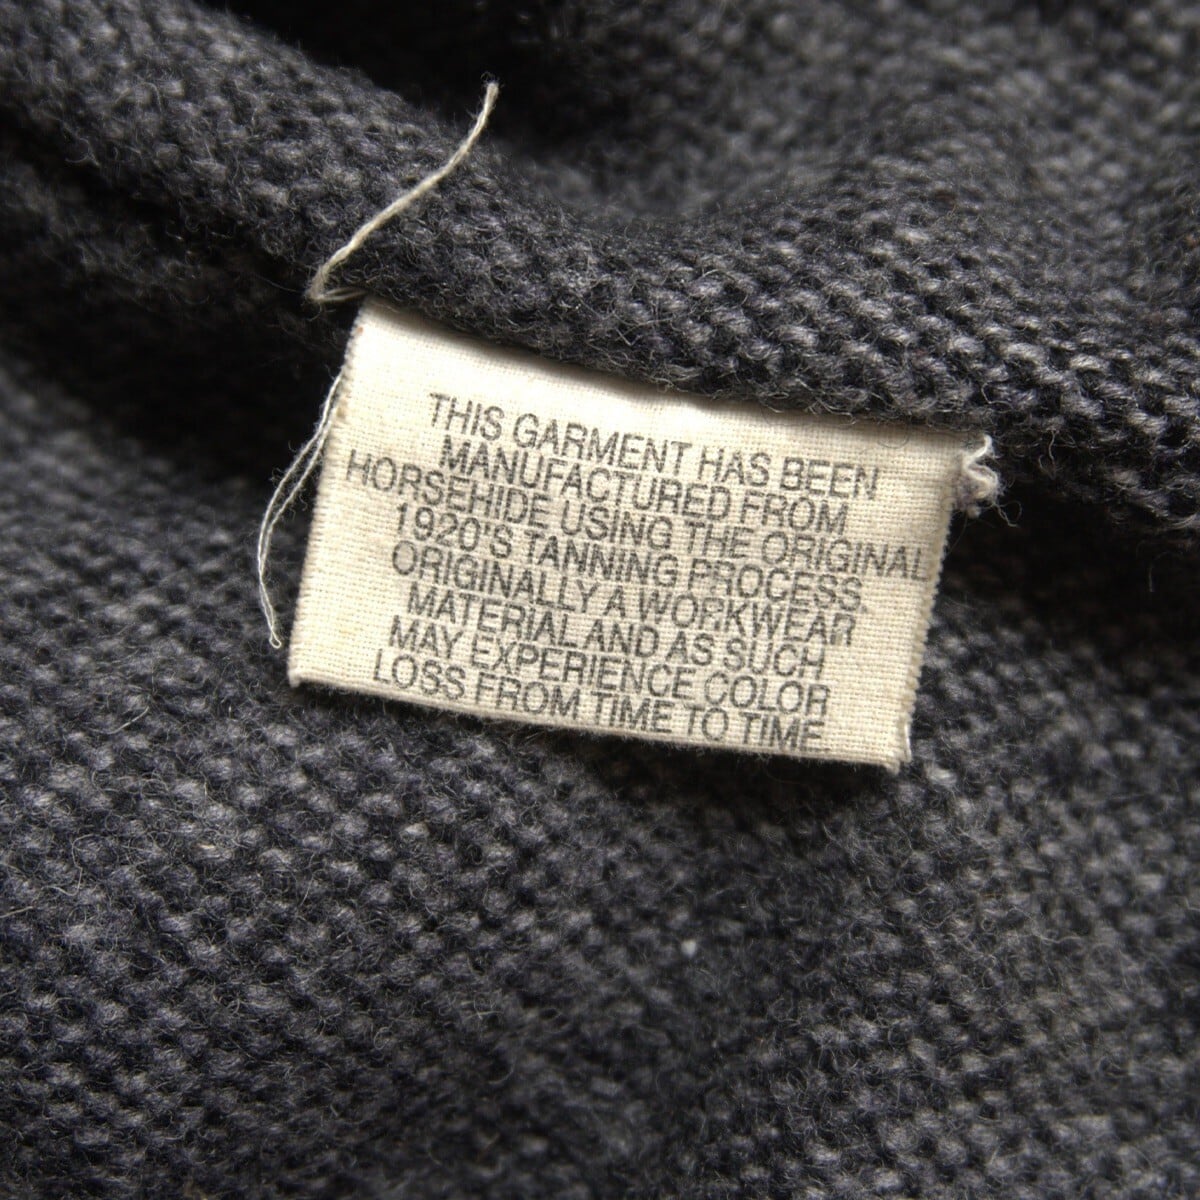 THIS GARMENT HAS BEEN
MANUFACTURED FROM
HORSEHIDE USING THE ORIGINAL
1920'S TANNING PROCESS.
ORIGINALLY A WORKWEAR
MATERIAL AND AS SUCH
MAY EXPERIENCE COLOR
LOSS FROM TIME TO TIME